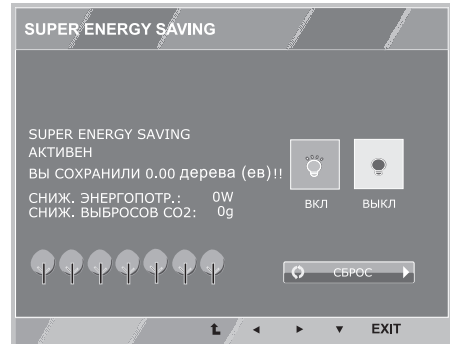 SUPER ENERGY SAVING
SUPER ENERGY SAVING
АКТИВЕН
ВЫ СОХРАНИЛИ 0.00 дерева (ев)!!
СНИЖ. ЭНЕРГОПОТР.: 0W
СНИЖ. ВЫБРОСОВ СО2: 0g
ВКЛ ВЫКЛ
СБРОС
EXIT